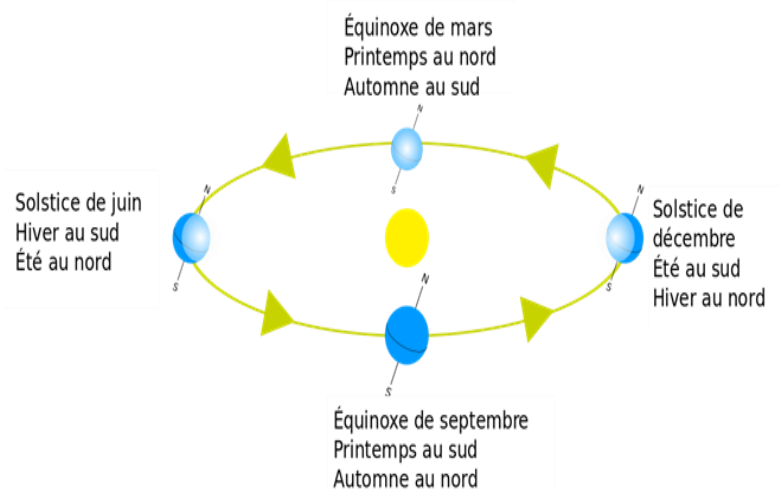 Équinoxe de mars
Printemps au nord
Automne au sud
N
S
Solstice de juin
Hiver au sud
Été au nord
N
S
N
S
Solstice de
décembre
Été au sud
Hiver au nord
N
S
Équinoxe de septembre
Printemps au sud
Automne au nord